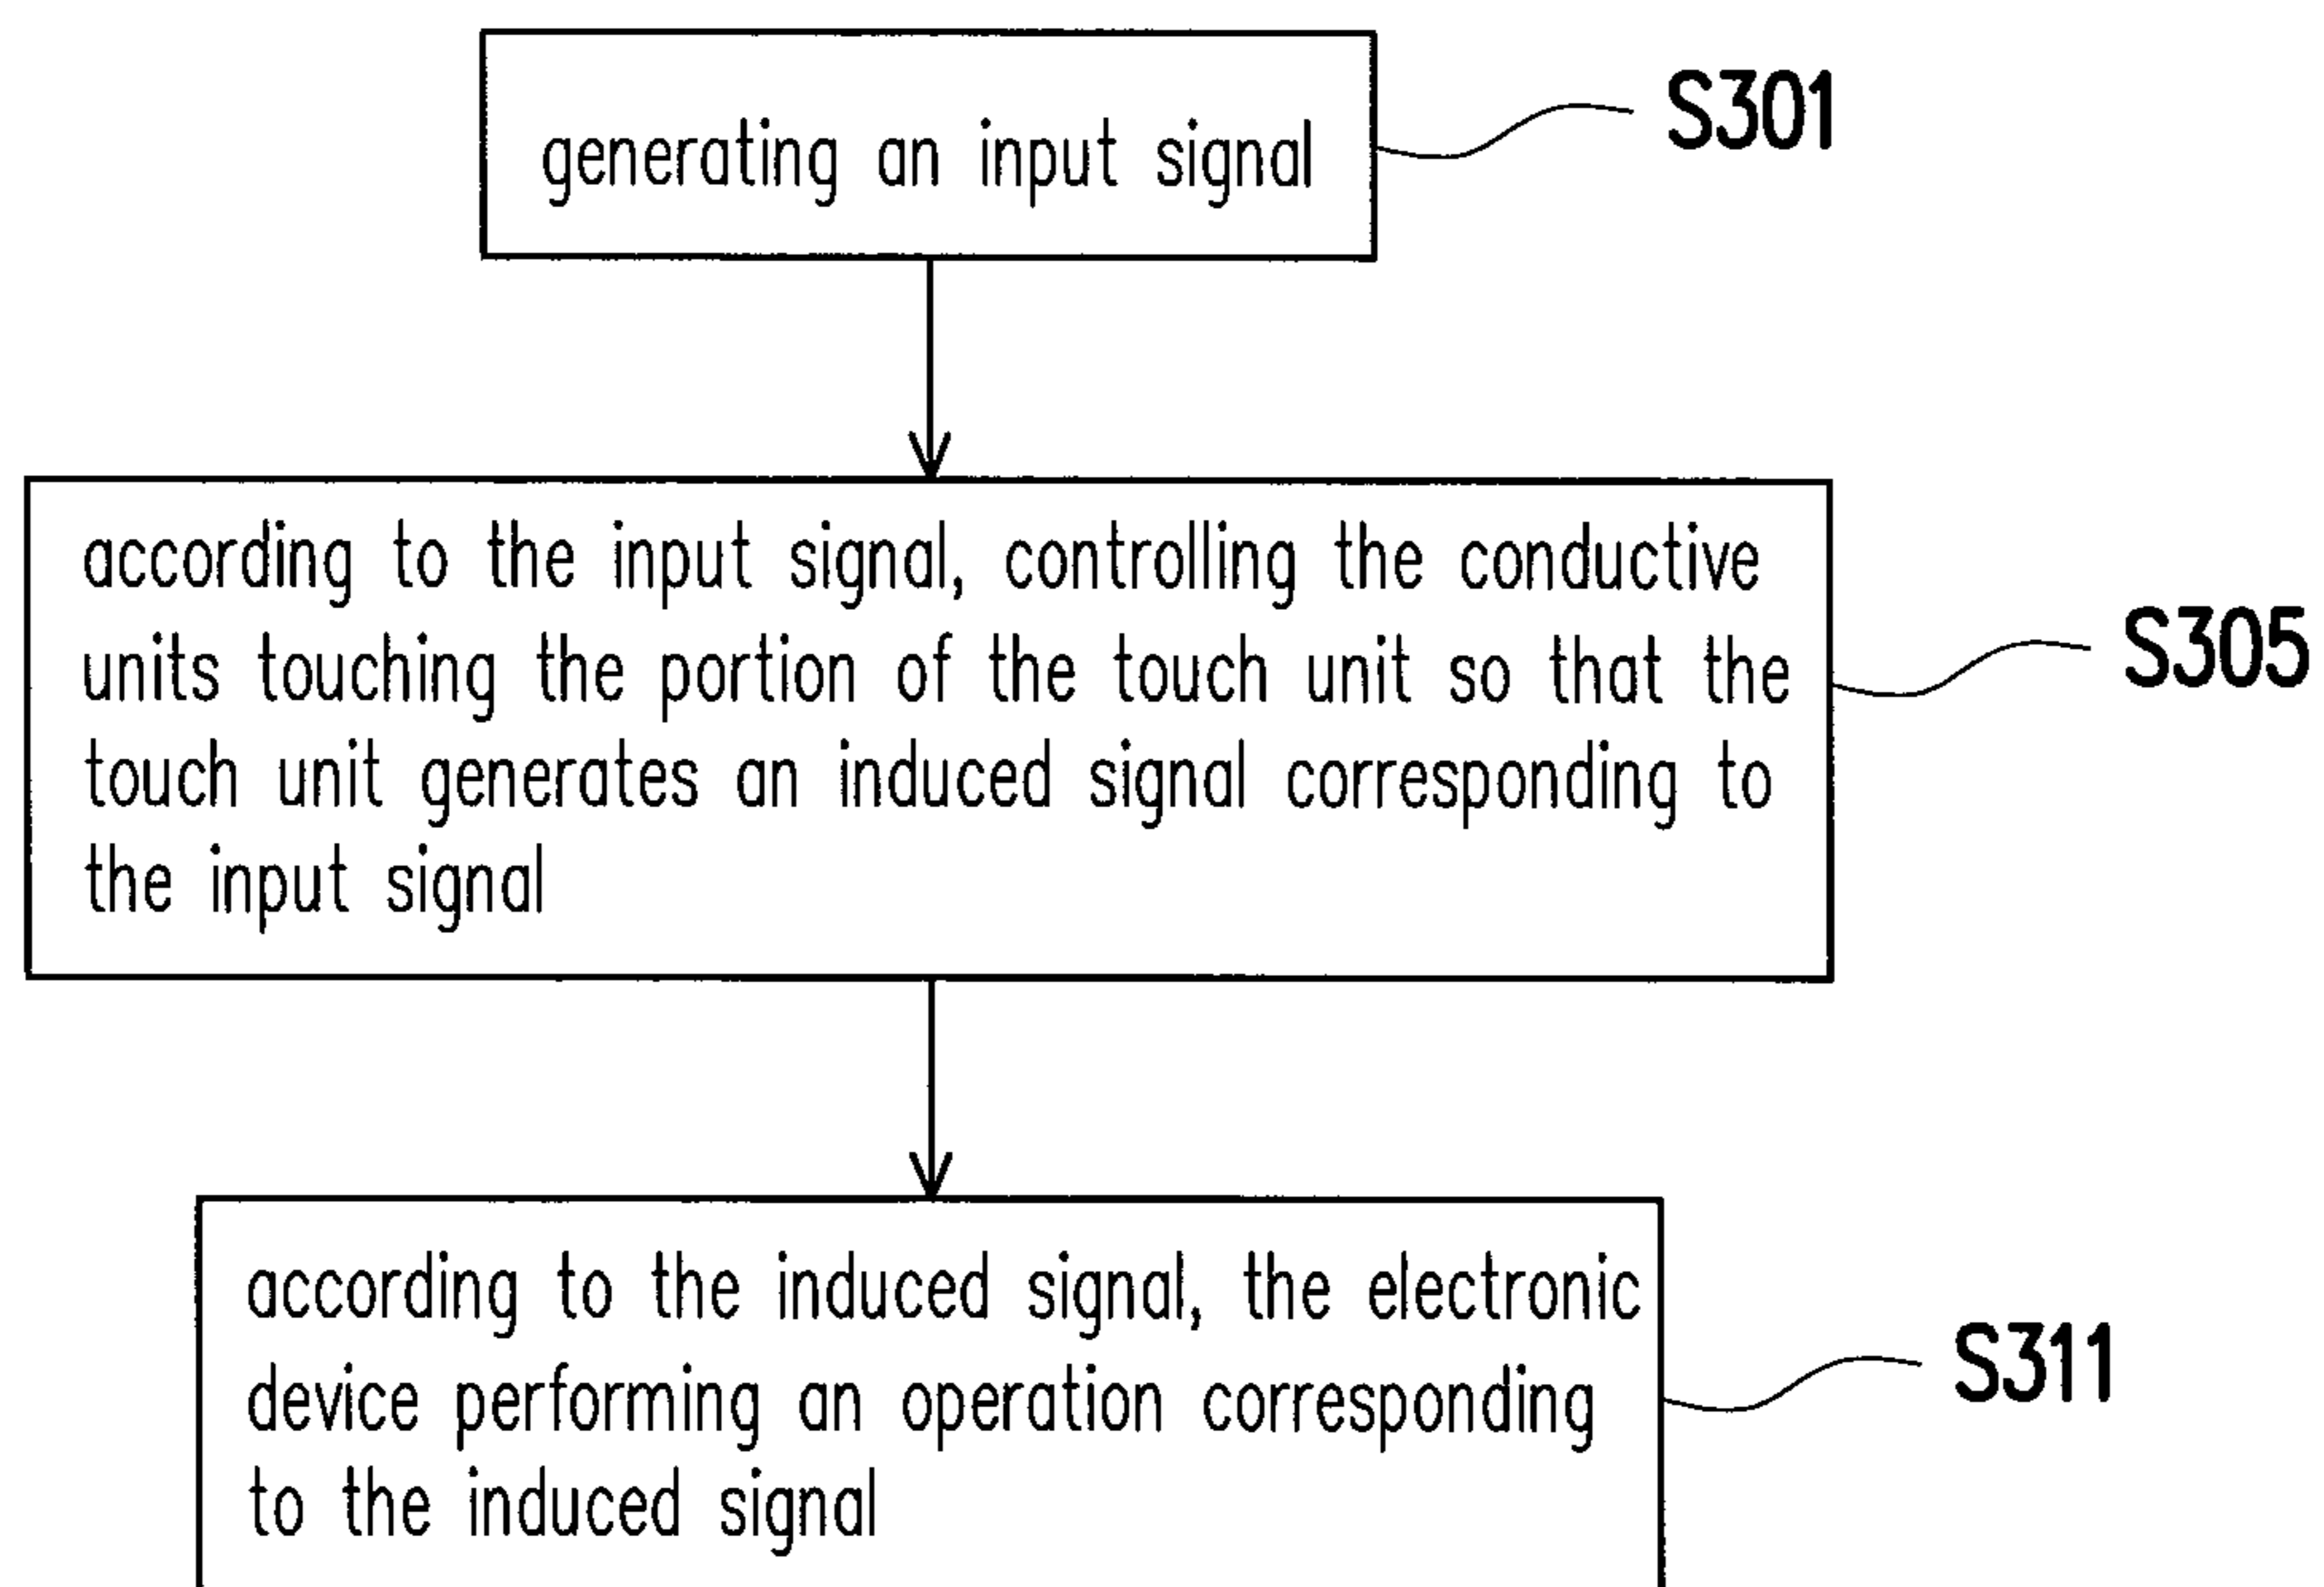 generating an input signal
S301
according to the input signal, controlling the conductive
units touching the portion of the touch unit so that the
touch unit generates an induced signal corresponding to
the input signal
S305
according to the induced signal, the electronic
device performing an operation corresponding
to the induced signal
S311